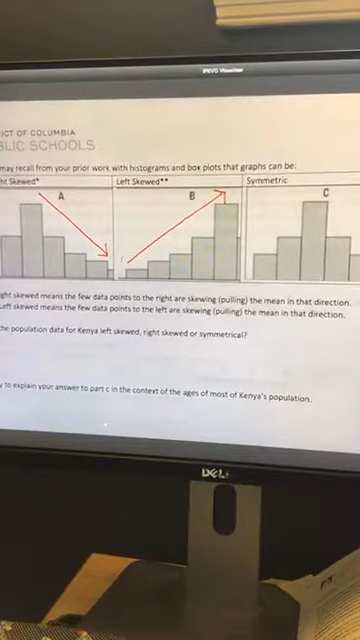 IPEVO Visualizer
ICT OF COLUMBIA
BLIC SCHOOLS
may recall from your prior work with histograms and box plots that graphs can be:
ht Skewed*
Left Skewed**
Symmetric
A
B
C
ght skewed means the few data points to the right are skewing (pulling) the mean in that direction.
Left skewed means the few data points to the left are skewing (pulling) the mean in that direction.
the population data for Kenya left skewed, right skewed or symmetrical?
y to explain your answer to part c in the context of the ages of most of Kenya's population.
DELL